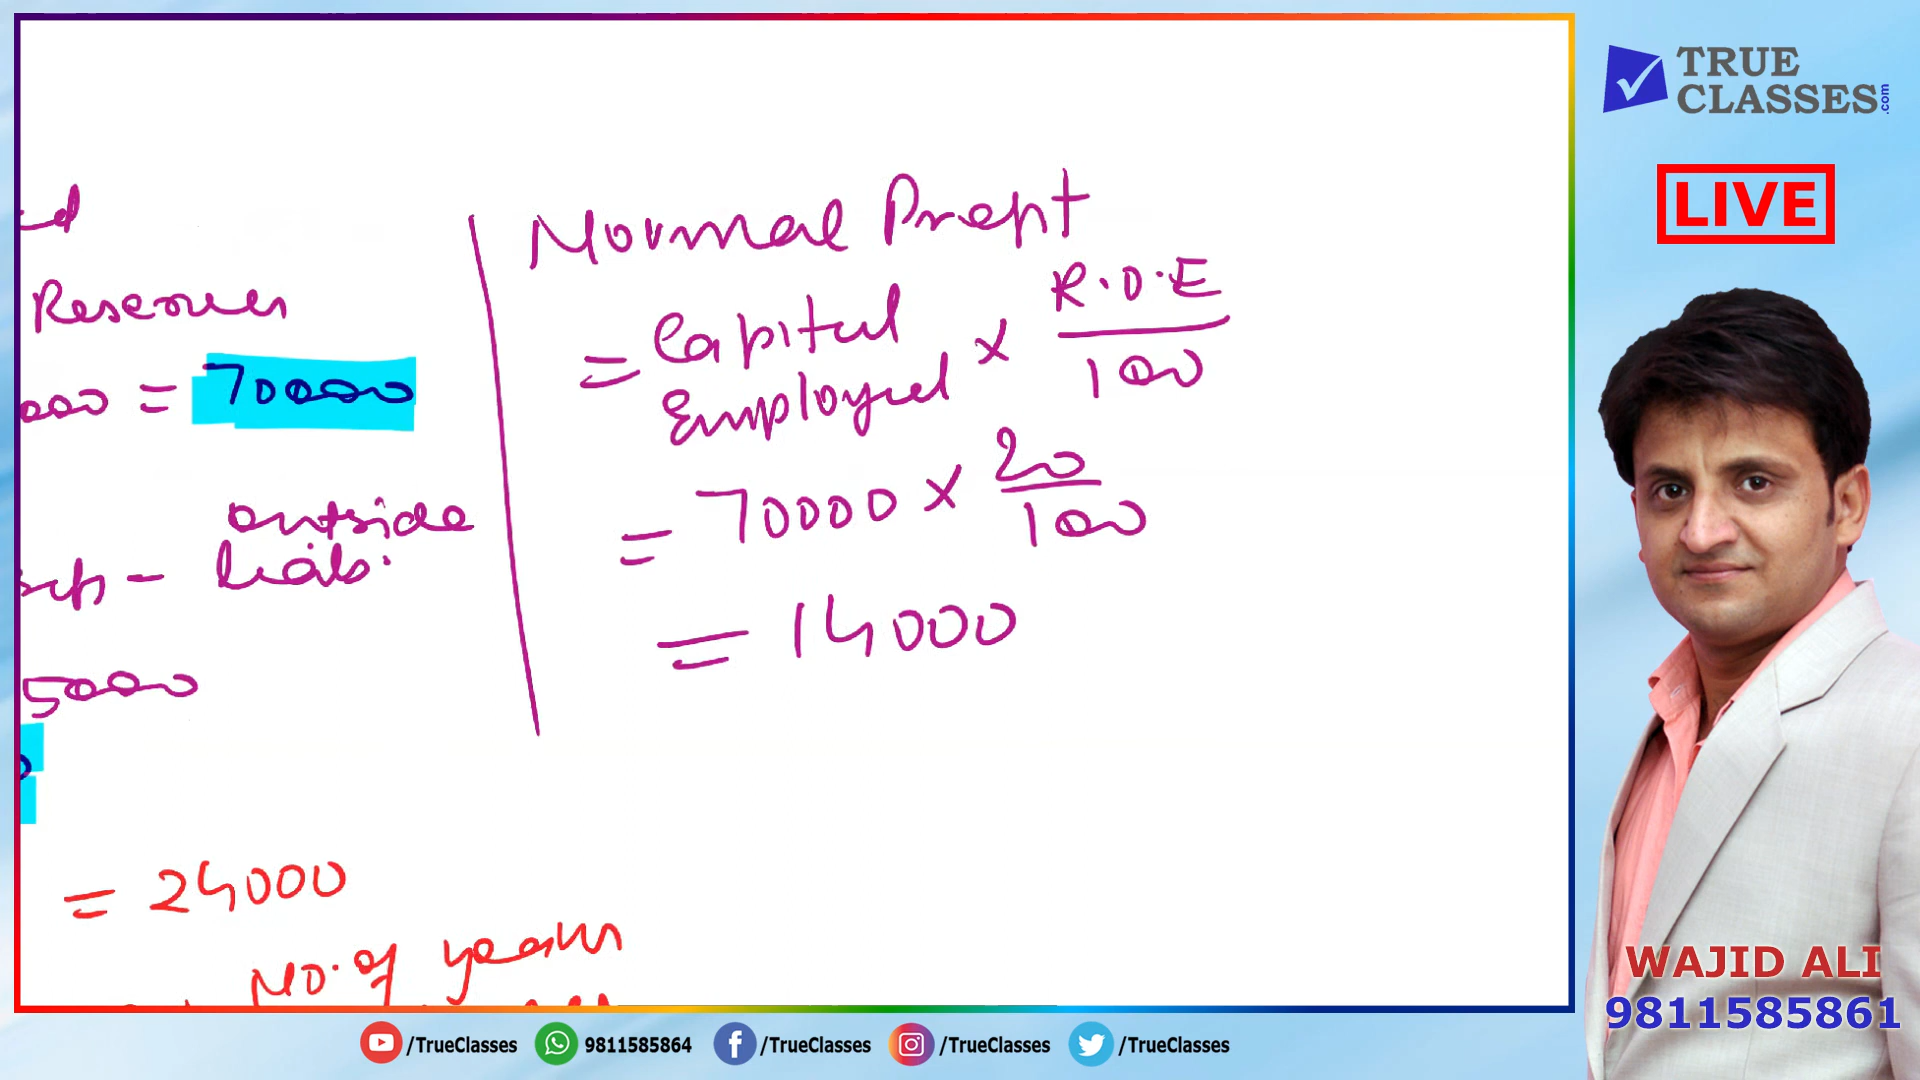 Reserves
000 = 70000
outside
- liab.
5000
= 24000
No. of years
Normal Profit
= Capital Employed × R.O.E
100
= 70000 × 20
100
= 14000
TRUE
CLASSES.com
LIVE
WAJID ALI
9811585861
/TrueClasses 9811585864 /TrueClasses /TrueClasses /TrueClasses